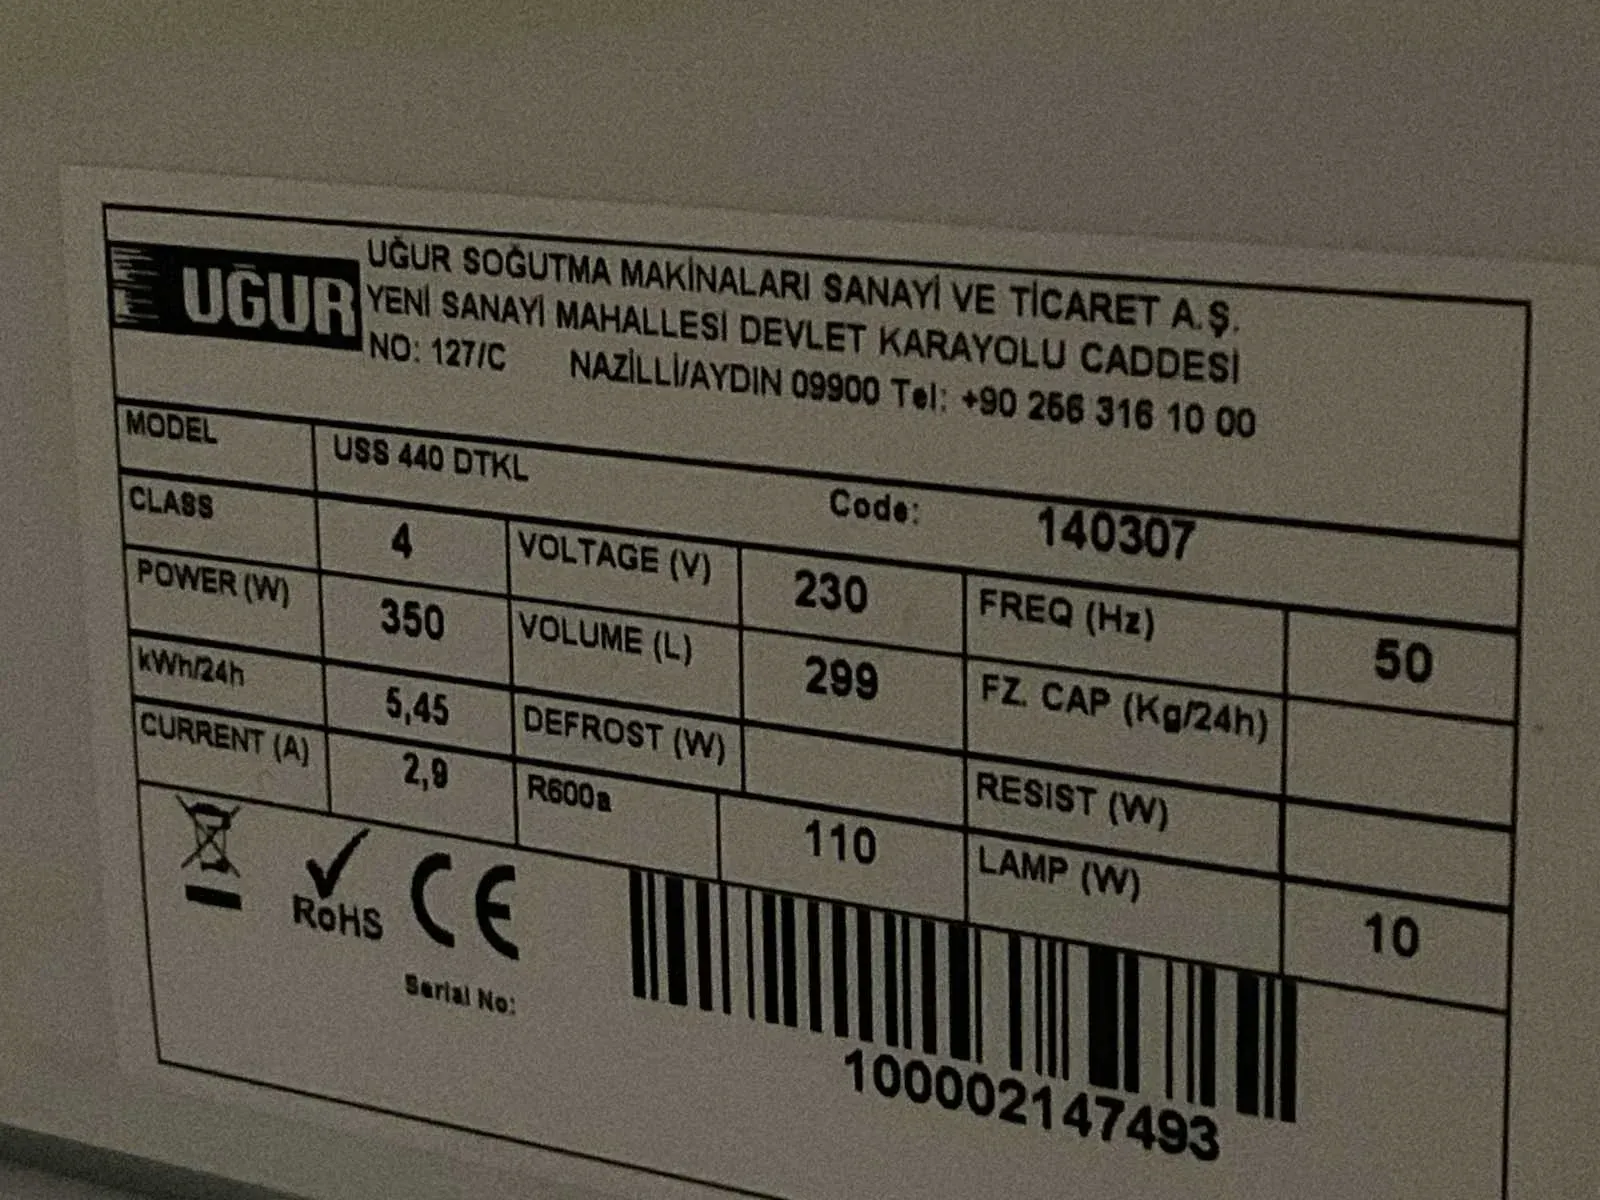 UĞUR
UĞUR SOĞUTMA MAKİNALARI SANAYİ VE TİCARET A.Ş.
YENİ SANAYİ MAHALLESİ DEVLET KARAYOLU CADDESİ
NO: 127/C NAZİLLİ/AYDIN 09900 Tel: +90 256 316 10 00
MODEL USS 440 DTKL Code: 140307
CLASS 4 VOLTAGE (V) 230 FREQ (Hz) 50
POWER (W) 350 VOLUME (L) 299 FZ. CAP (Kg/24h)
kWh/24h 5,45 DEFROST (W) RESIST (W)
CURRENT (A) 2,9 R600a 110 LAMP (W) 10
RoHS CE
Serial No:
100002147493